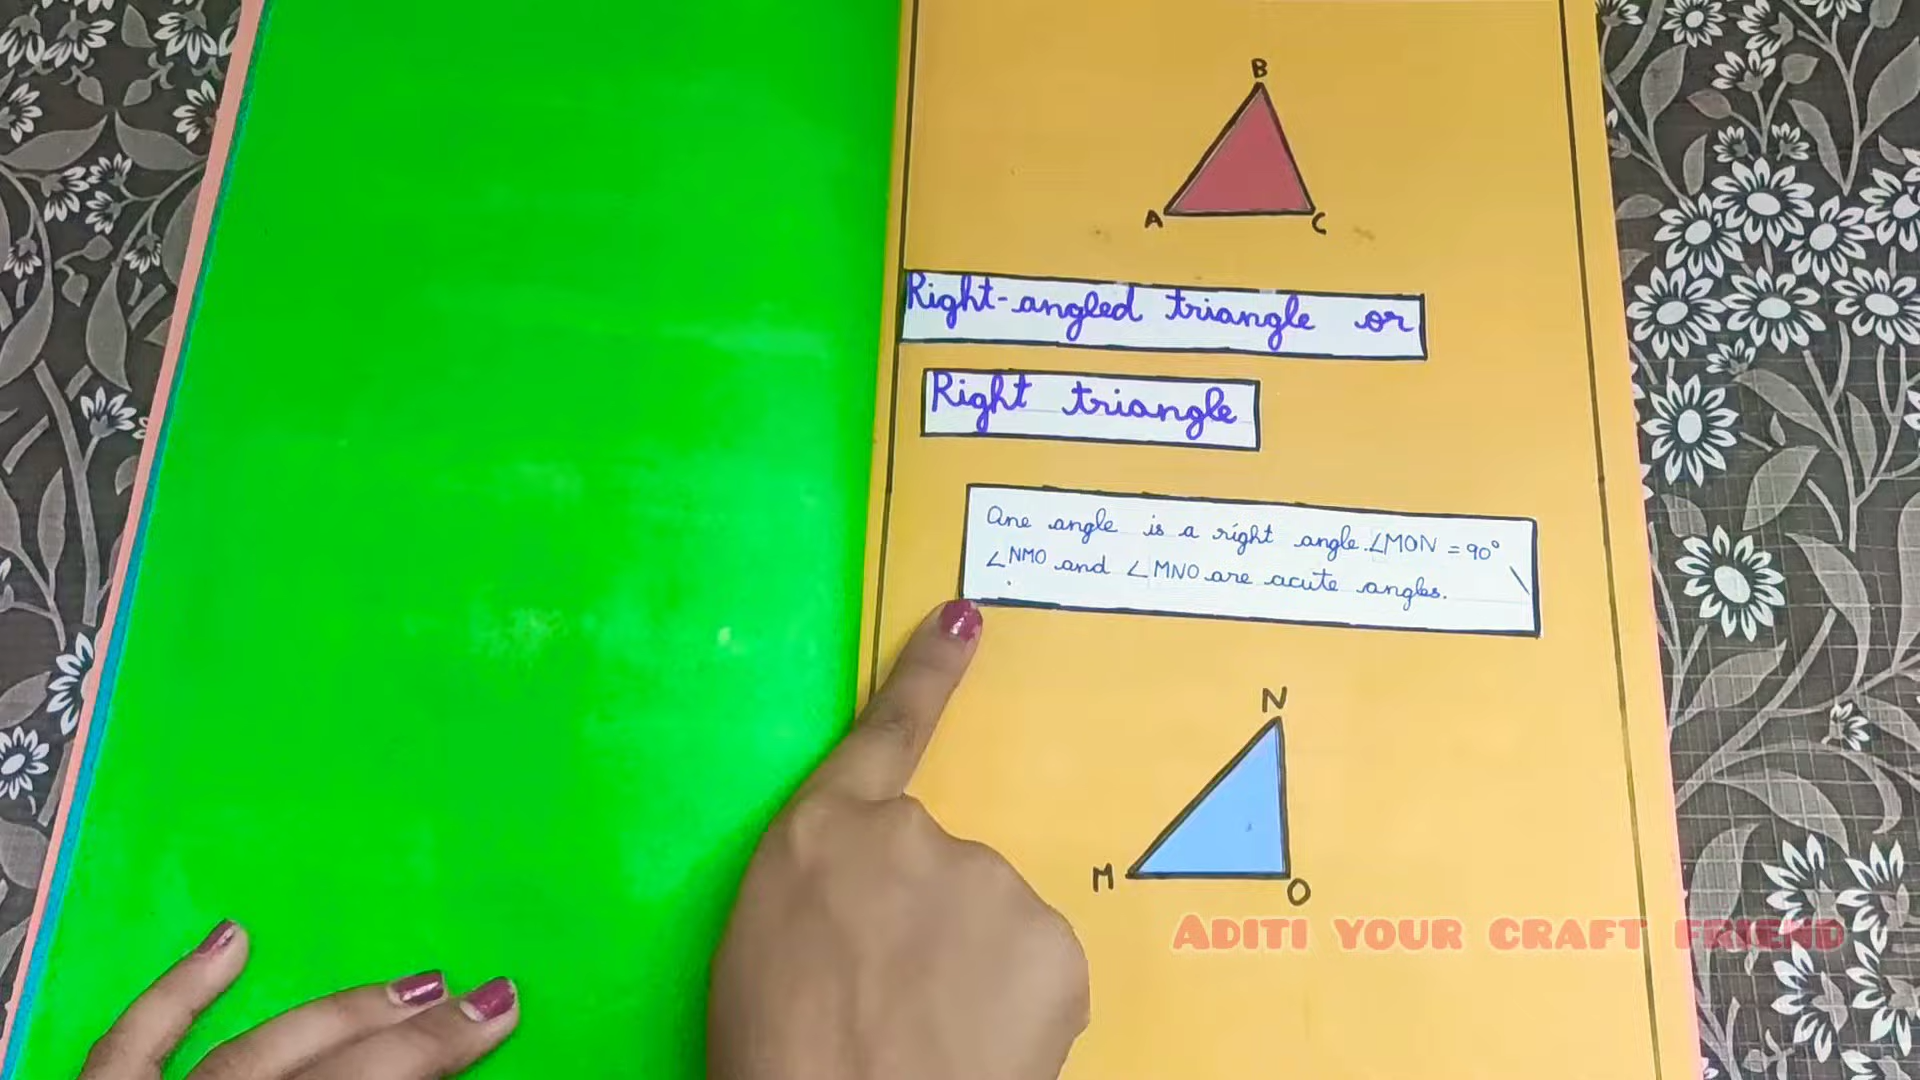 B
A C
Right-angled triangle or
Right triangle
One angle is a right angle. ∠MON = 90°
∠NMO and ∠MNO are acute angles.
N
M O
ADITI YOUR CRAFT FRIEND